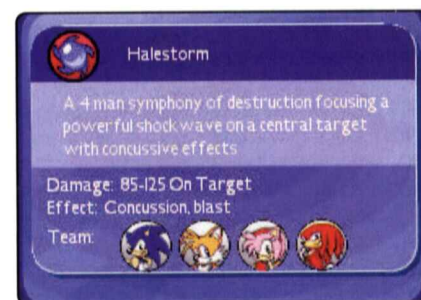 Halestorm
A 4 man symphony of destruction focusing a
powerful shock wave on a central target
with concussive effects
Damage: 85-125 On Target
Effect: Concussion, blast
Team: